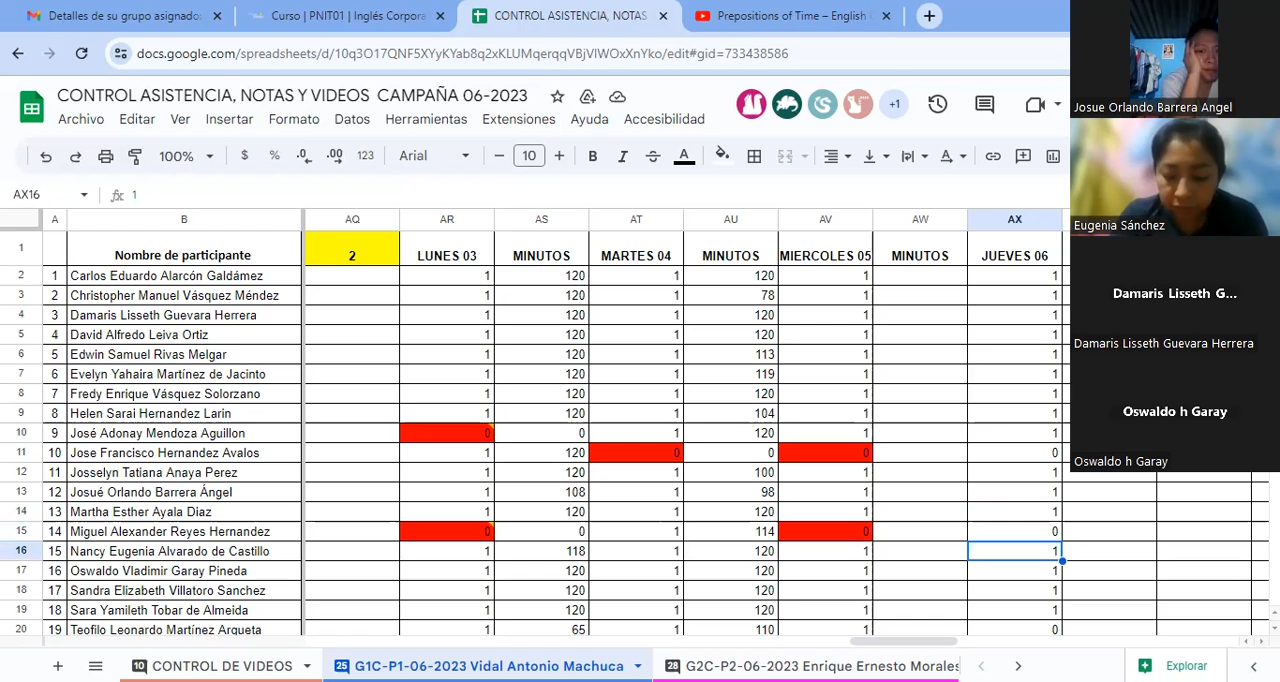 Detalles de su grupo asignado: × Curso | PNIT01 | Inglés Corpora × CONTROL ASISTENCIA, NOTAS × Prepositions of Time – English × +
docs.google.com/spreadsheets/d/10q3O17QNF5XYyKYab8q2xEkUMqerqqVBjVIWOxXnYko/edit#gid=733438586
CONTROL ASISTENCIA, NOTAS Y VIDEOS CAMPAÑA 06-2023
+1
Archivo Editar Ver Insertar Formato Datos Herramientas Extensiones Ayuda Accesibilidad
100% $ % .0 .00 123 Arial − 10 + B I A
AX16 fx 1
A B AQ AR AS AT AU AV AW AX
1 Nombre de participante 2 LUNES 03 MINUTOS MARTES 04 MINUTOS MIERCOLES 05 MINUTOS JUEVES 06
2 1 Carlos Eduardo Alarcón Galdámez 1 120 1 120 1 1
3 2 Christopher Manuel Vásquez Méndez 1 120 1 78 1 1
4 3 Damaris Lisseth Guevara Herrera 1 120 1 120 1 1
5 4 David Alfredo Leiva Ortiz 1 120 1 120 1 1
6 5 Edwin Samuel Rivas Melgar 1 120 1 113 1 1
7 6 Evelyn Yahaira Martínez de Jacinto 1 120 1 119 1 1
8 7 Fredy Enrique Vásquez Solorzano 1 120 1 120 1 1
9 8 Helen Sarai Hernandez Larin 1 120 1 104 1 1
10 9 José Adonay Mendoza Aguillon 0 0 1 120 1 1
11 10 Jose Francisco Hernandez Avalos 1 120 0 0 0 0
12 11 Josselyn Tatiana Anaya Perez 1 120 1 100 1 1
13 12 Josué Orlando Barrera Ángel 1 108 1 98 1 1
14 13 Martha Esther Ayala Diaz 1 120 1 120 1 1
15 14 Miguel Alexander Reyes Hernandez 0 0 1 114 0 0
16 15 Nancy Eugenia Alvarado de Castillo 1 118 1 120 1 1
17 16 Oswaldo Vladimir Garay Pineda 1 120 1 120 1 1
18 17 Sandra Elizabeth Villatoro Sanchez 1 120 1 120 1 1
19 18 Sara Yamileth Tobar de Almeida 1 120 1 120 1 1
20 19 Teofilo Leonardo Martínez Arqueta 1 65 1 110 1 0
+ 10 CONTROL DE VIDEOS 25 G1C-P1-06-2023 Vidal Antonio Machuca 28 G2C-P2-06-2023 Enrique Ernesto Morales Explorar
Josue Orlando Barrera Angel
Eugenia Sánchez
Damaris Lisseth G...
Damaris Lisseth Guevara Herrera
Oswaldo h Garay
Oswaldo h Garay